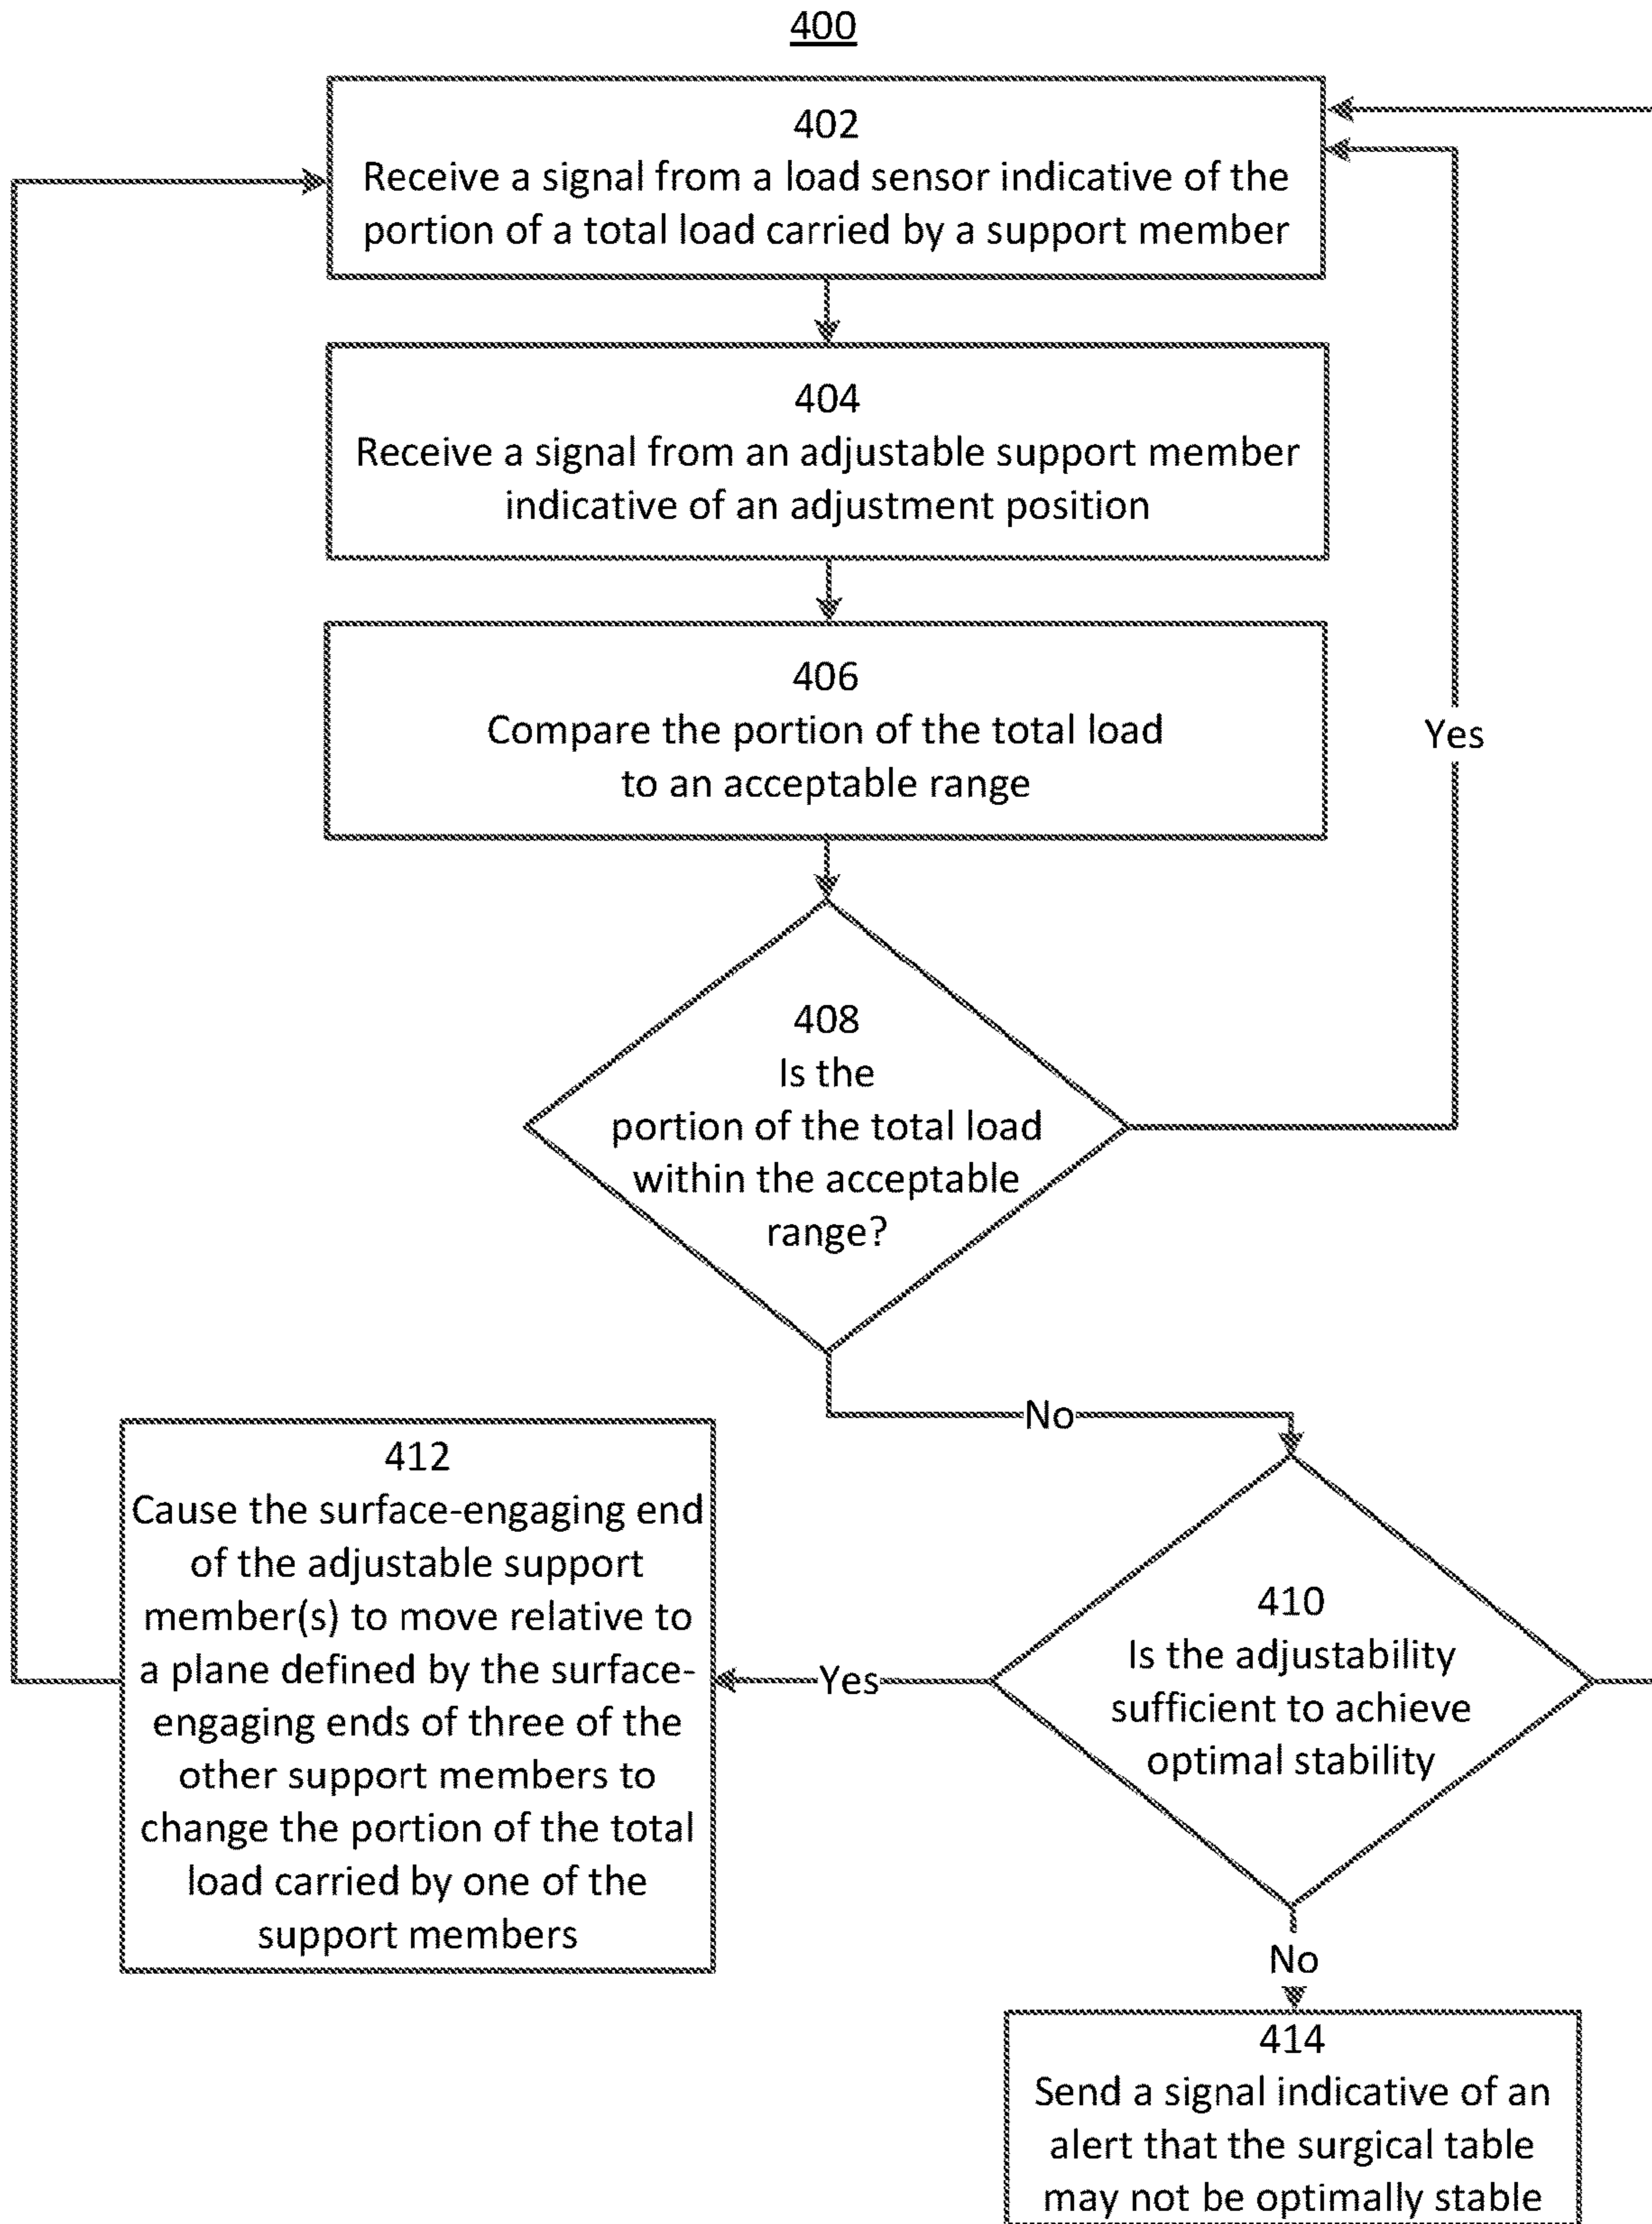 400
402
Receive a signal from a load sensor indicative of the
portion of a total load carried by a support member
404
Receive a signal from an adjustable support member
indicative of an adjustment position
406
Compare the portion of the total load
to an acceptable range
Yes
408
Is the
portion of the total load
within the acceptable
range?
No
412
Cause the surface-engaging end
of the adjustable support
member(s) to move relative to
a plane defined by the surface-
engaging ends of three of the
other support members to
change the portion of the total
load carried by one of the
support members
Yes
410
Is the adjustability
sufficient to achieve
optimal stability
No
414
Send a signal indicative of an
alert that the surgical table
may not be optimally stable